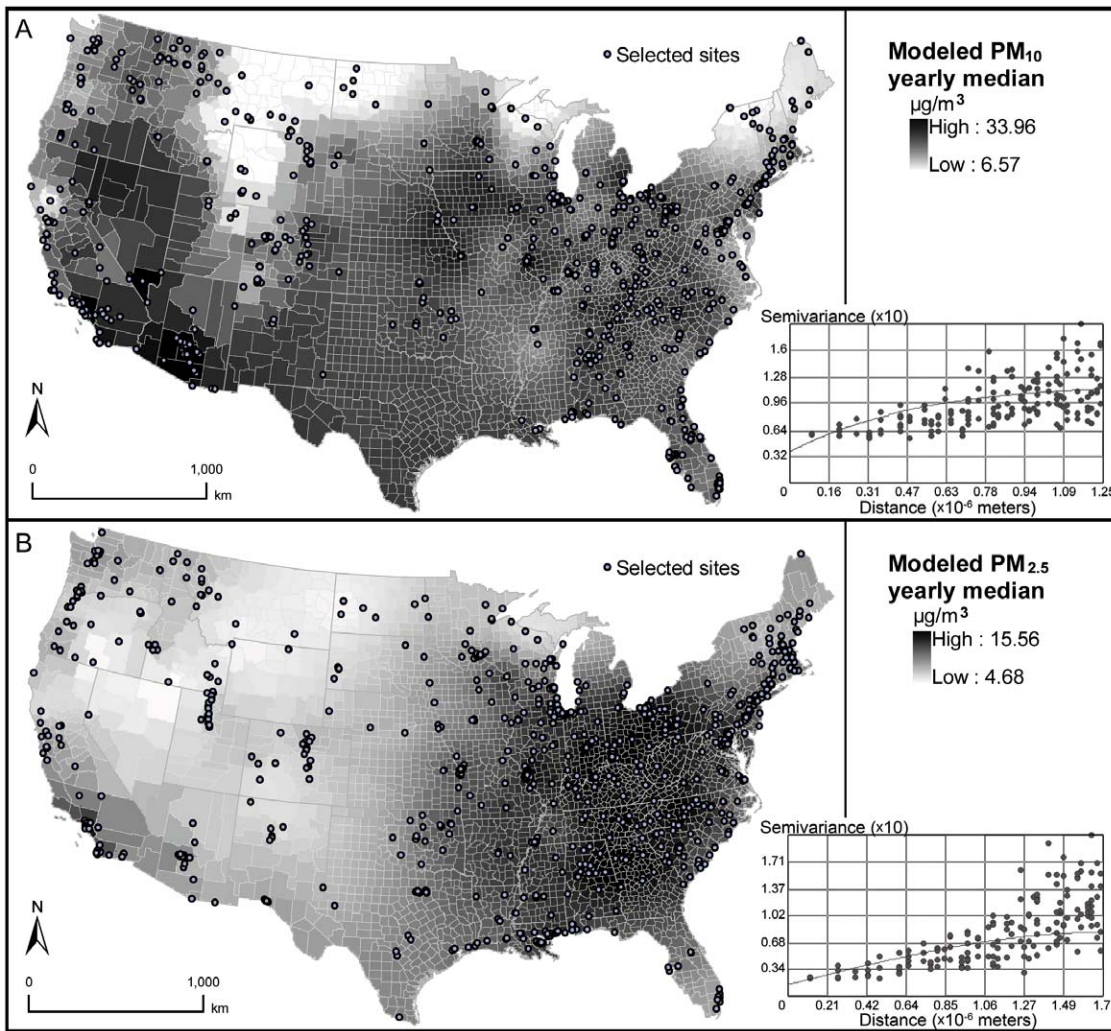 A
Selected sites
Modeled PM₁₀
yearly median
µg/m³
High : 33.96
Low : 6.57
N
0 1,000
km
Semivariance (×10)
1.6
1.28
0.96
0.64
0.32
0 0.16 0.31 0.47 0.63 0.78 0.94 1.09 1.25
Distance (×10⁻⁶ meters)
B
Selected sites
Modeled PM₂.₅
yearly median
µg/m³
High : 15.56
Low : 4.68
N
0 1,000
km
Semivariance (×10)
1.71
1.37
1.02
0.68
0.34
0 0.21 0.42 0.64 0.85 1.06 1.27 1.49 1.7
Distance (×10⁻⁶ meters)